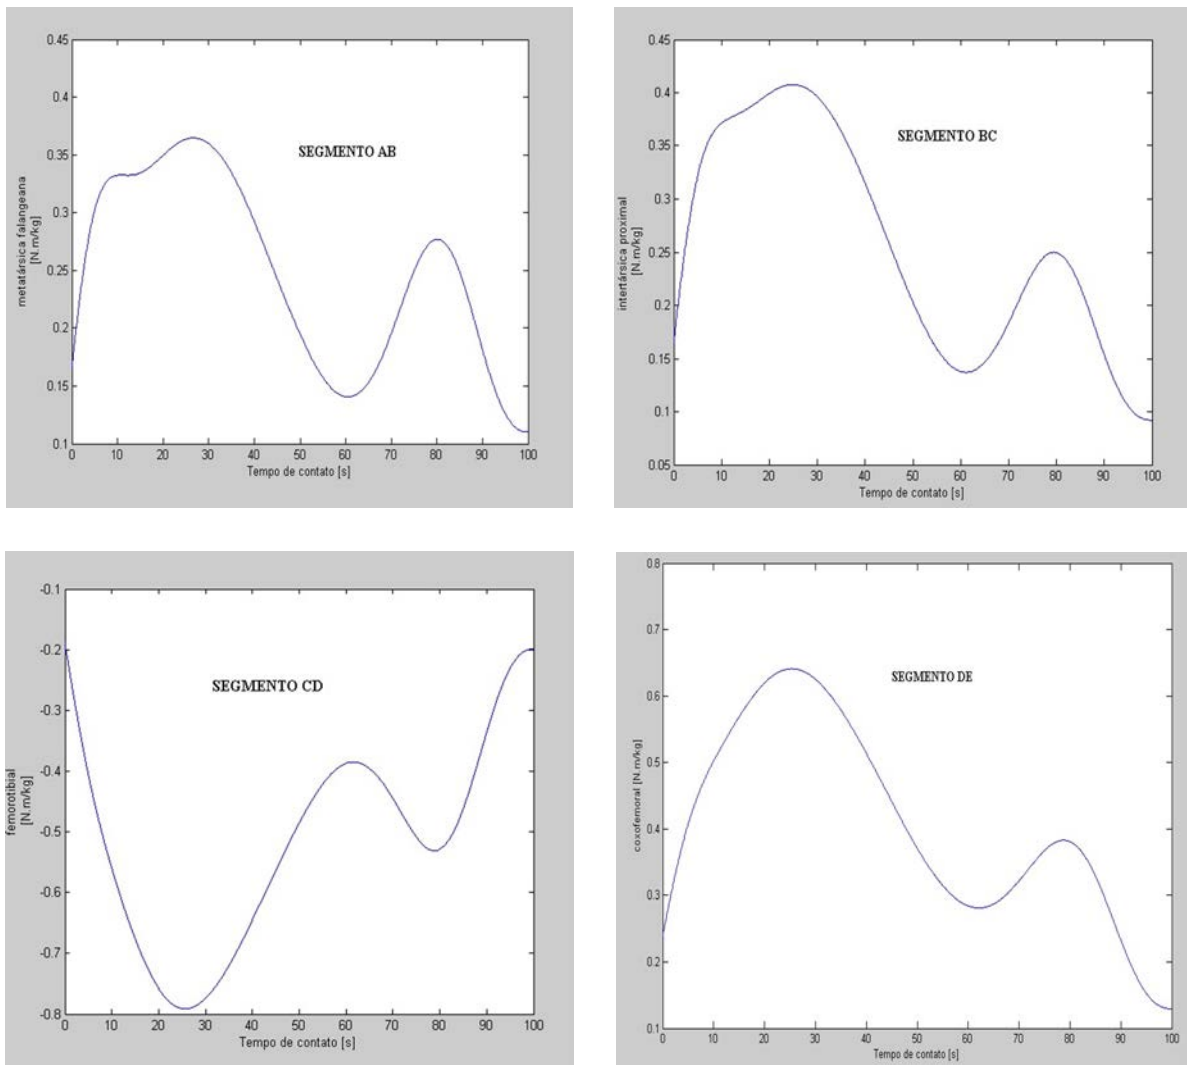 0.45
0.4
0.35
0.3
0.25
0.2
0.15
0.1
metatársica falangeana
[N.m/kg]
SEGMENTO AB
0 10 20 30 40 50 60 70 80 90 100
Tempo de contato [s]
0.45
0.4
0.35
0.3
0.25
0.2
0.15
0.1
0.05
intertársica proximal
[N.m/kg]
SEGMENTO BC
0 10 20 30 40 50 60 70 80 90 100
Tempo de contato [s]
-0.1
-0.2
-0.3
-0.4
-0.5
-0.6
-0.7
-0.8
femorotibial
[N.m/kg]
SEGMENTO CD
0 10 20 30 40 50 60 70 80 90 100
Tempo de contato [s]
0.8
0.7
0.6
0.5
0.4
0.3
0.2
0.1
coxofemoral [N.m/kg]
SEGMENTO DE
0 10 20 30 40 50 60 70 80 90 100
Tempo de contato [s]